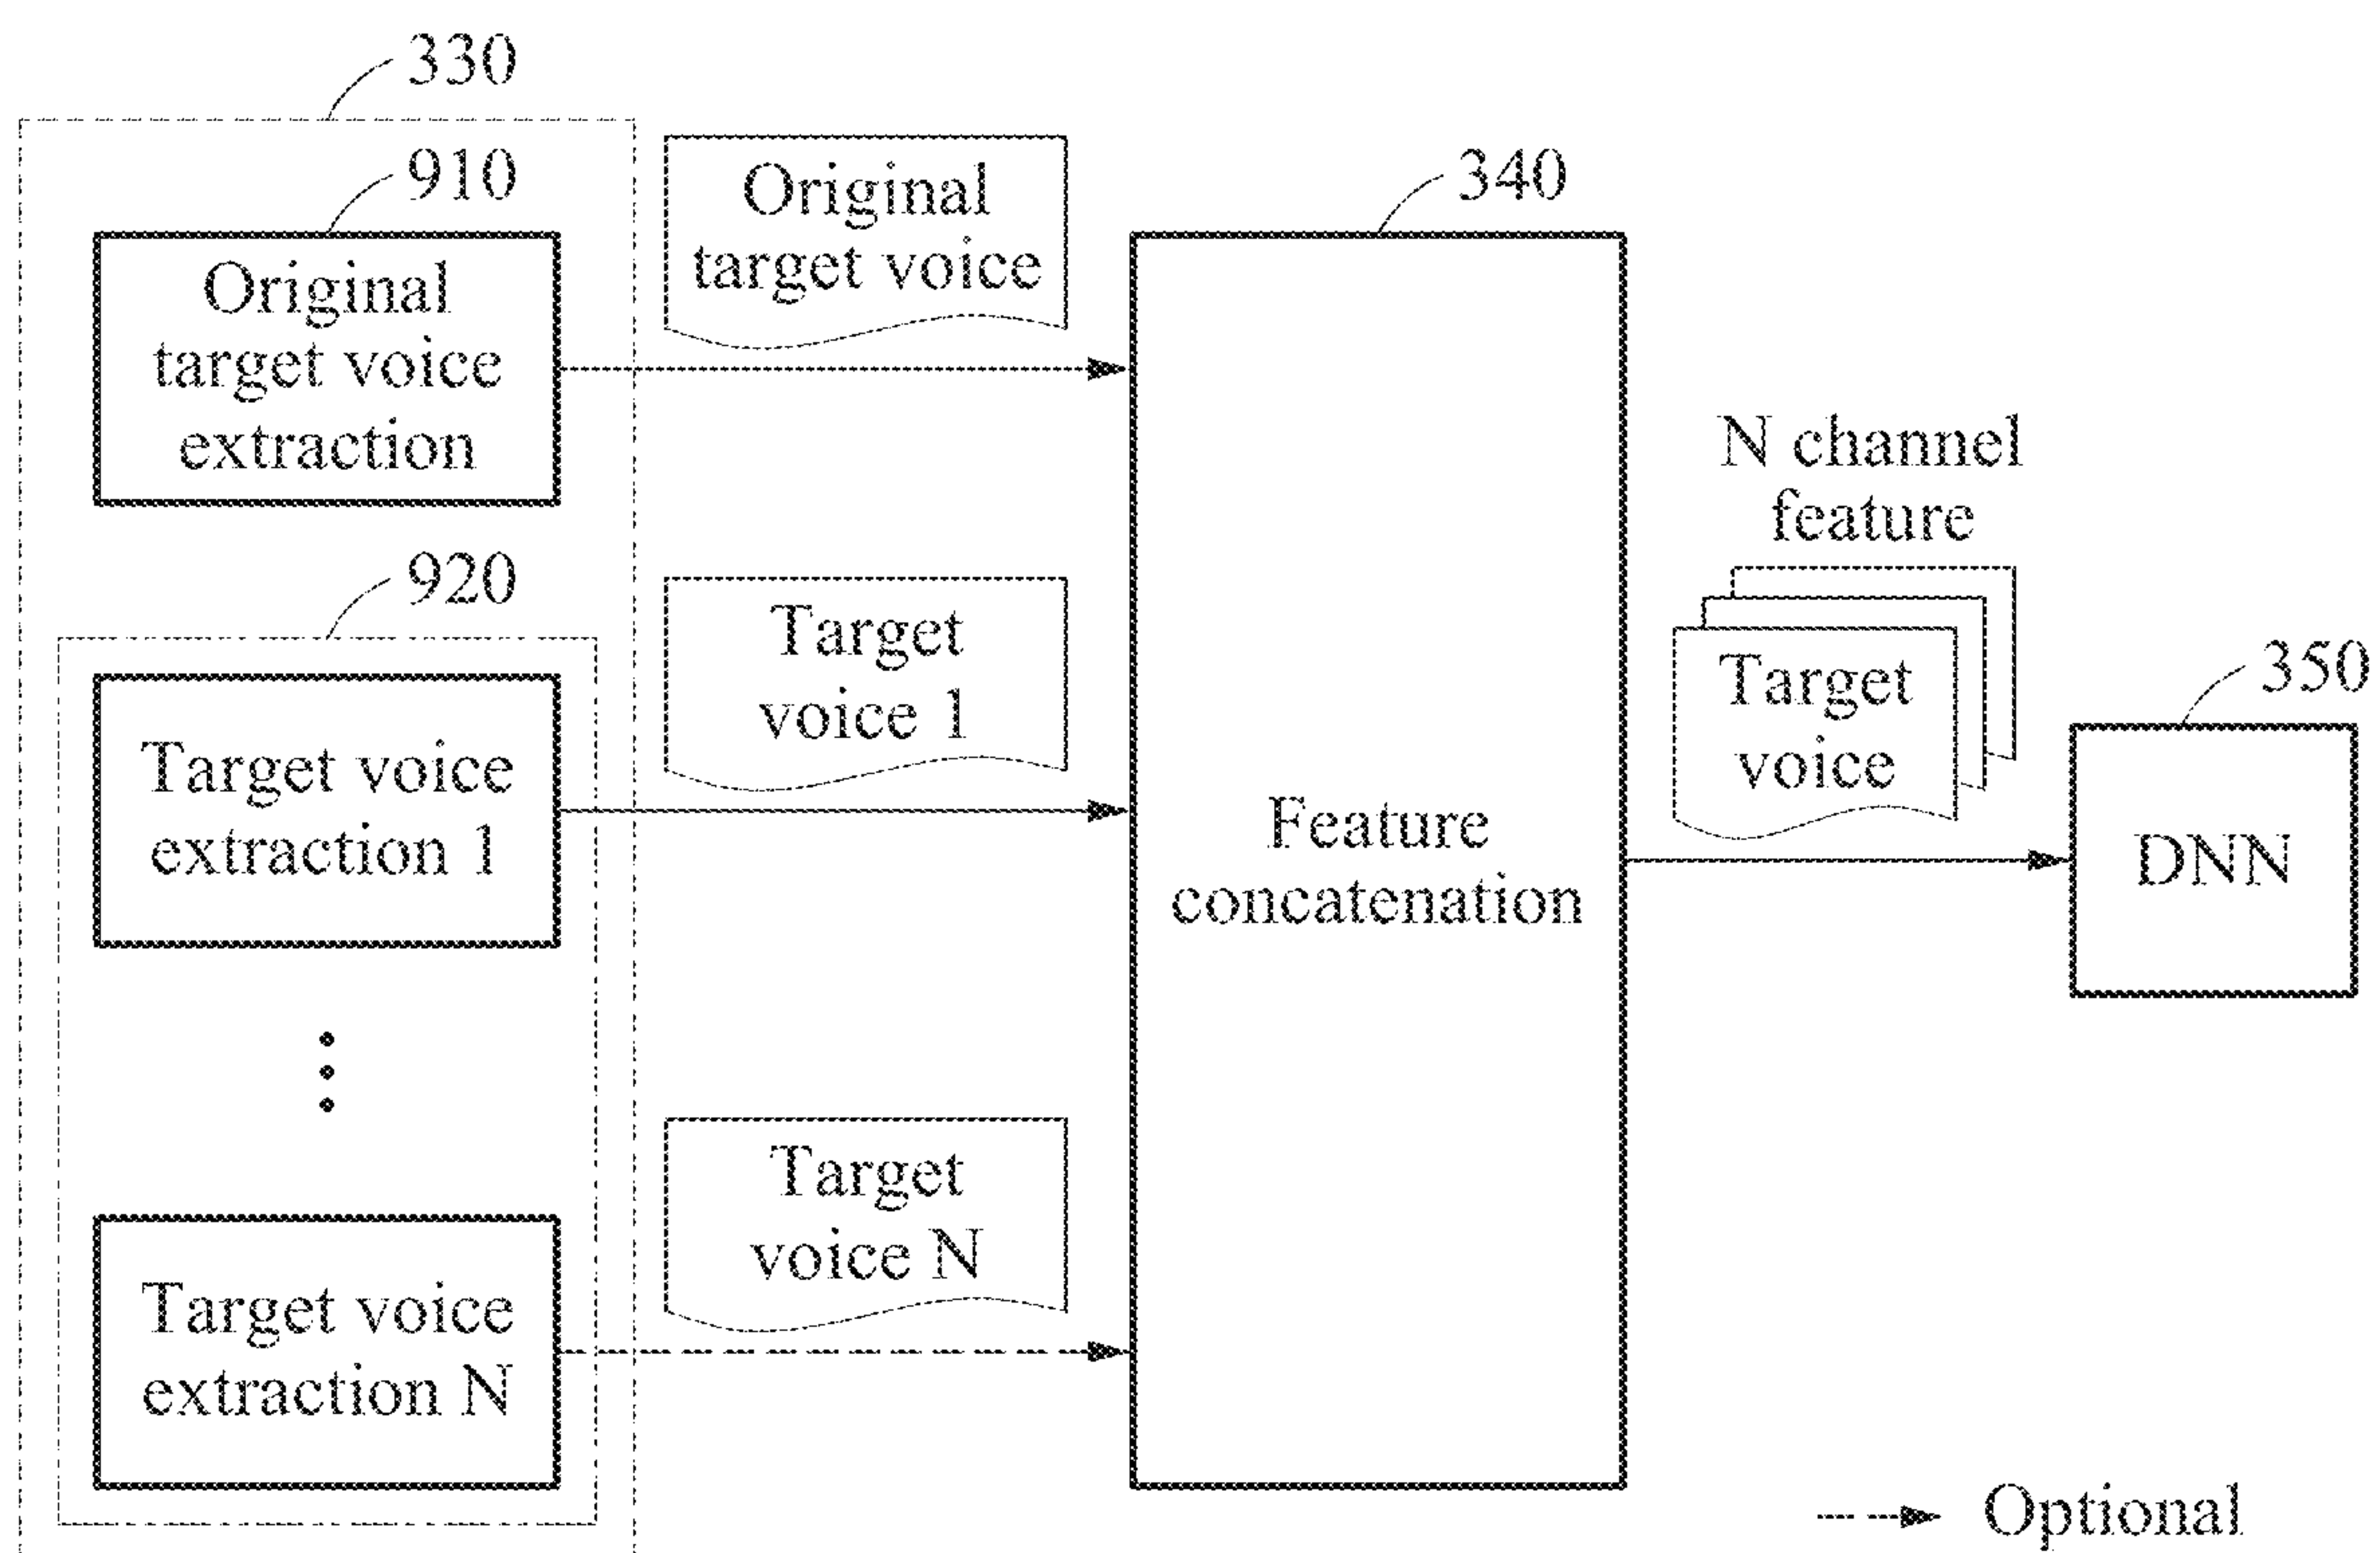 330
910
Original
target voice
extraction
Original
target voice
340
920
Target voice
extraction 1
Target
voice 1
Target voice
extraction N
Target
voice N
Feature
concatenation
N channel
feature
Target
voice
350
DNN
Optional